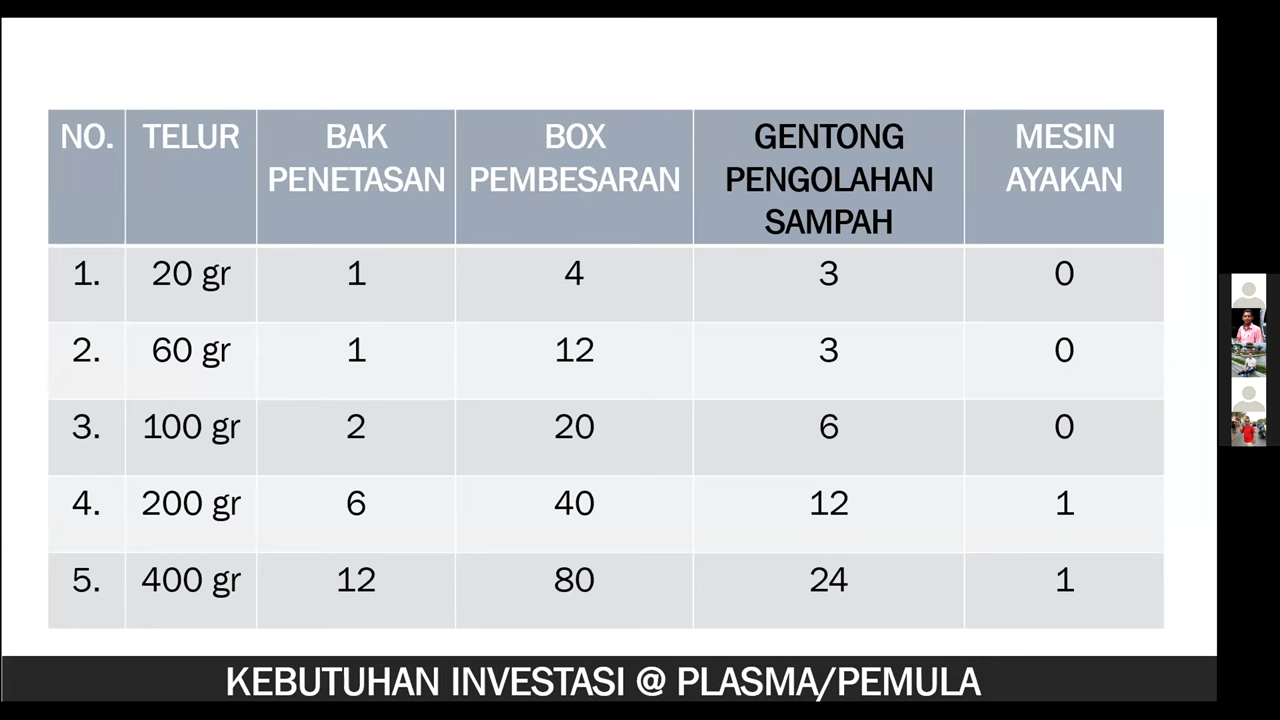 NO. TELUR BAK PENETASAN BOX PEMBESARAN GENTONG PENGOLAHAN SAMPAH MESIN AYAKAN
1. 20 gr 1 4 3 0
2. 60 gr 1 12 3 0
3. 100 gr 2 20 6 0
4. 200 gr 6 40 12 1
5. 400 gr 12 80 24 1
KEBUTUHAN INVESTASI @ PLASMA/PEMULA